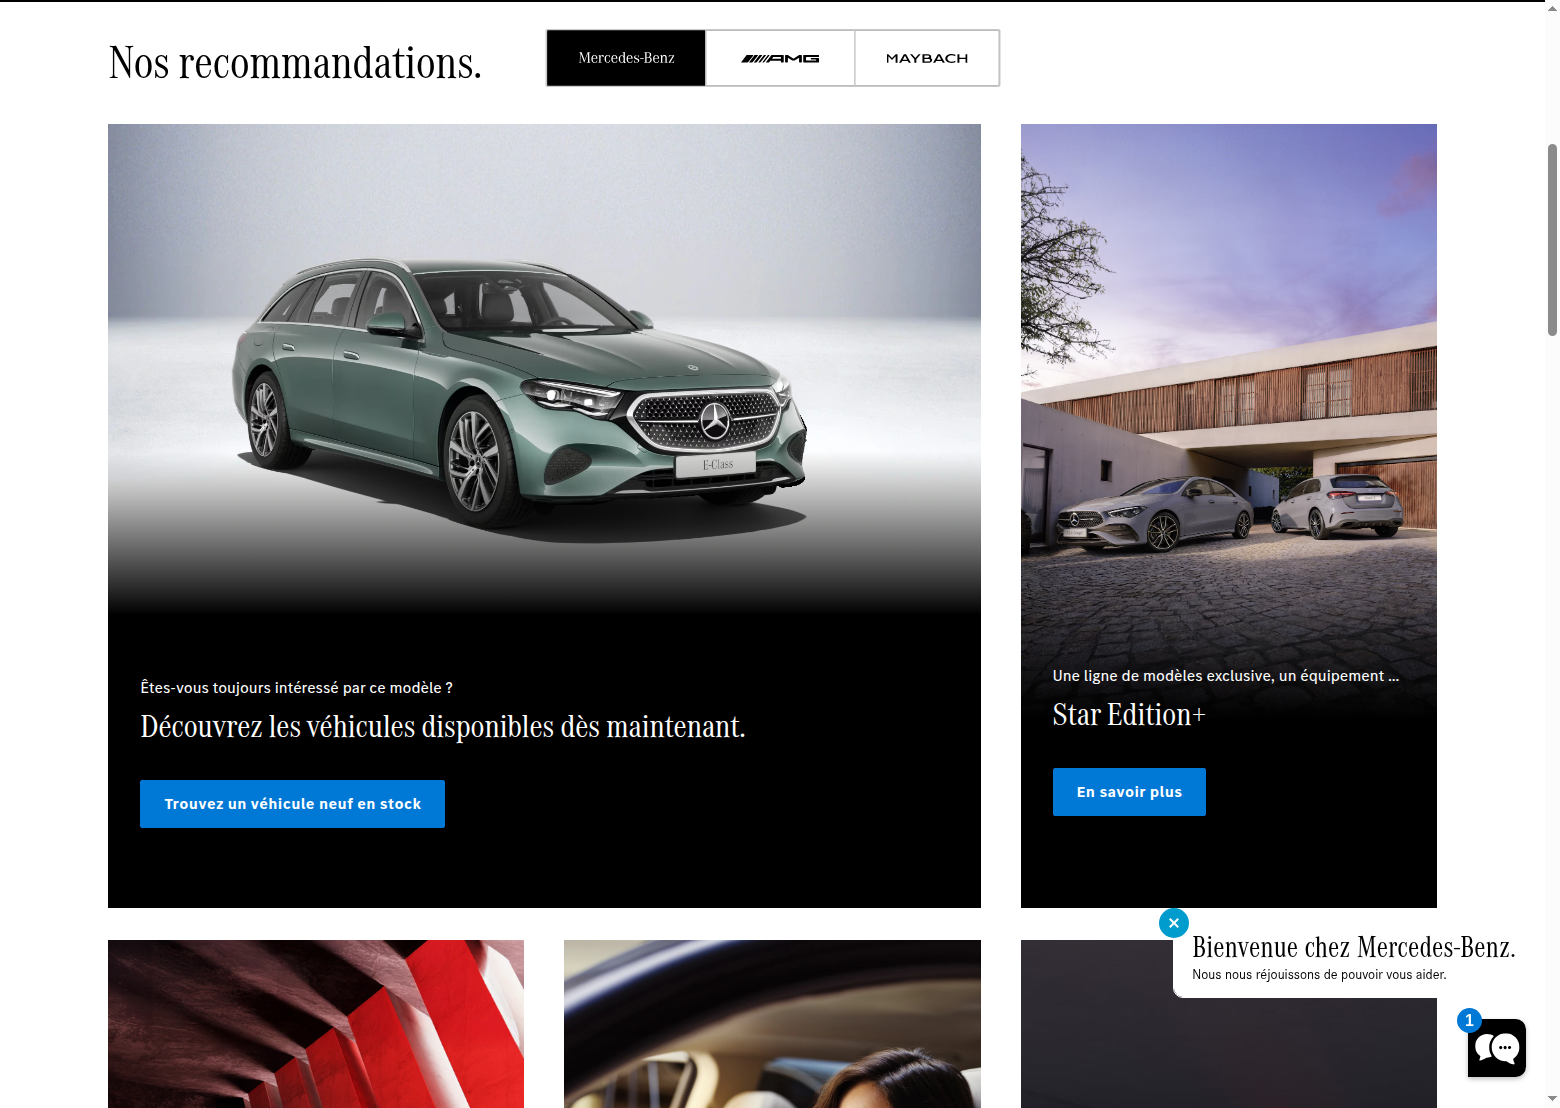 Nos recommandations.
Mercedes-Benz
AMG
MAYBACH
E-Class
Êtes-vous toujours intéressé par ce modèle ?
Découvrez les véhicules disponibles dès maintenant.
Trouvez un véhicule neuf en stock
Une ligne de modèles exclusive, un équipement ...
Star Edition+
En savoir plus
Bienvenue chez Mercedes-Benz.
Nous nous réjouissons de pouvoir vous aider.
1